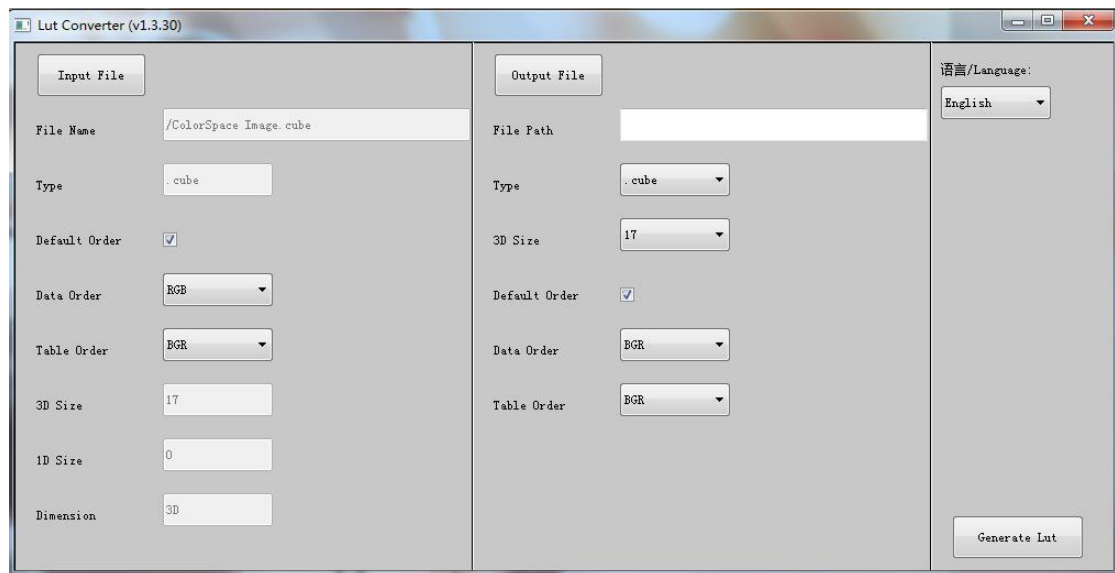 Lut Converter (v1.3.30)
Input File
File Name
/ColorSpace Image.cube
Type
.cube
Default Order
Data Order
RGB
Table Order
BGR
3D Size
17
1D Size
0
Dimension
3D
Output File
File Path
Type
.cube
3D Size
17
Default Order
Data Order
BGR
Table Order
BGR
语言/Language:
English
Generate Lut